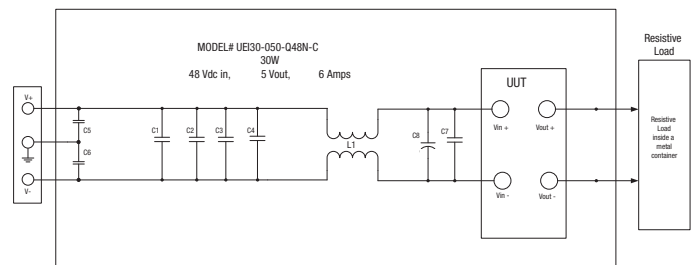 MODEL# UEI30-050-Q48N-C
30W
48 Vdc in, 5 Vout, 6 Amps
Resistive
Load
V+
V-
C5
C6
C1
C2
C3
C4
L1
C8
C7
UUT
Vin +
Vout +
Vin -
Vout -
Resistive
Load
inside a
metal
container